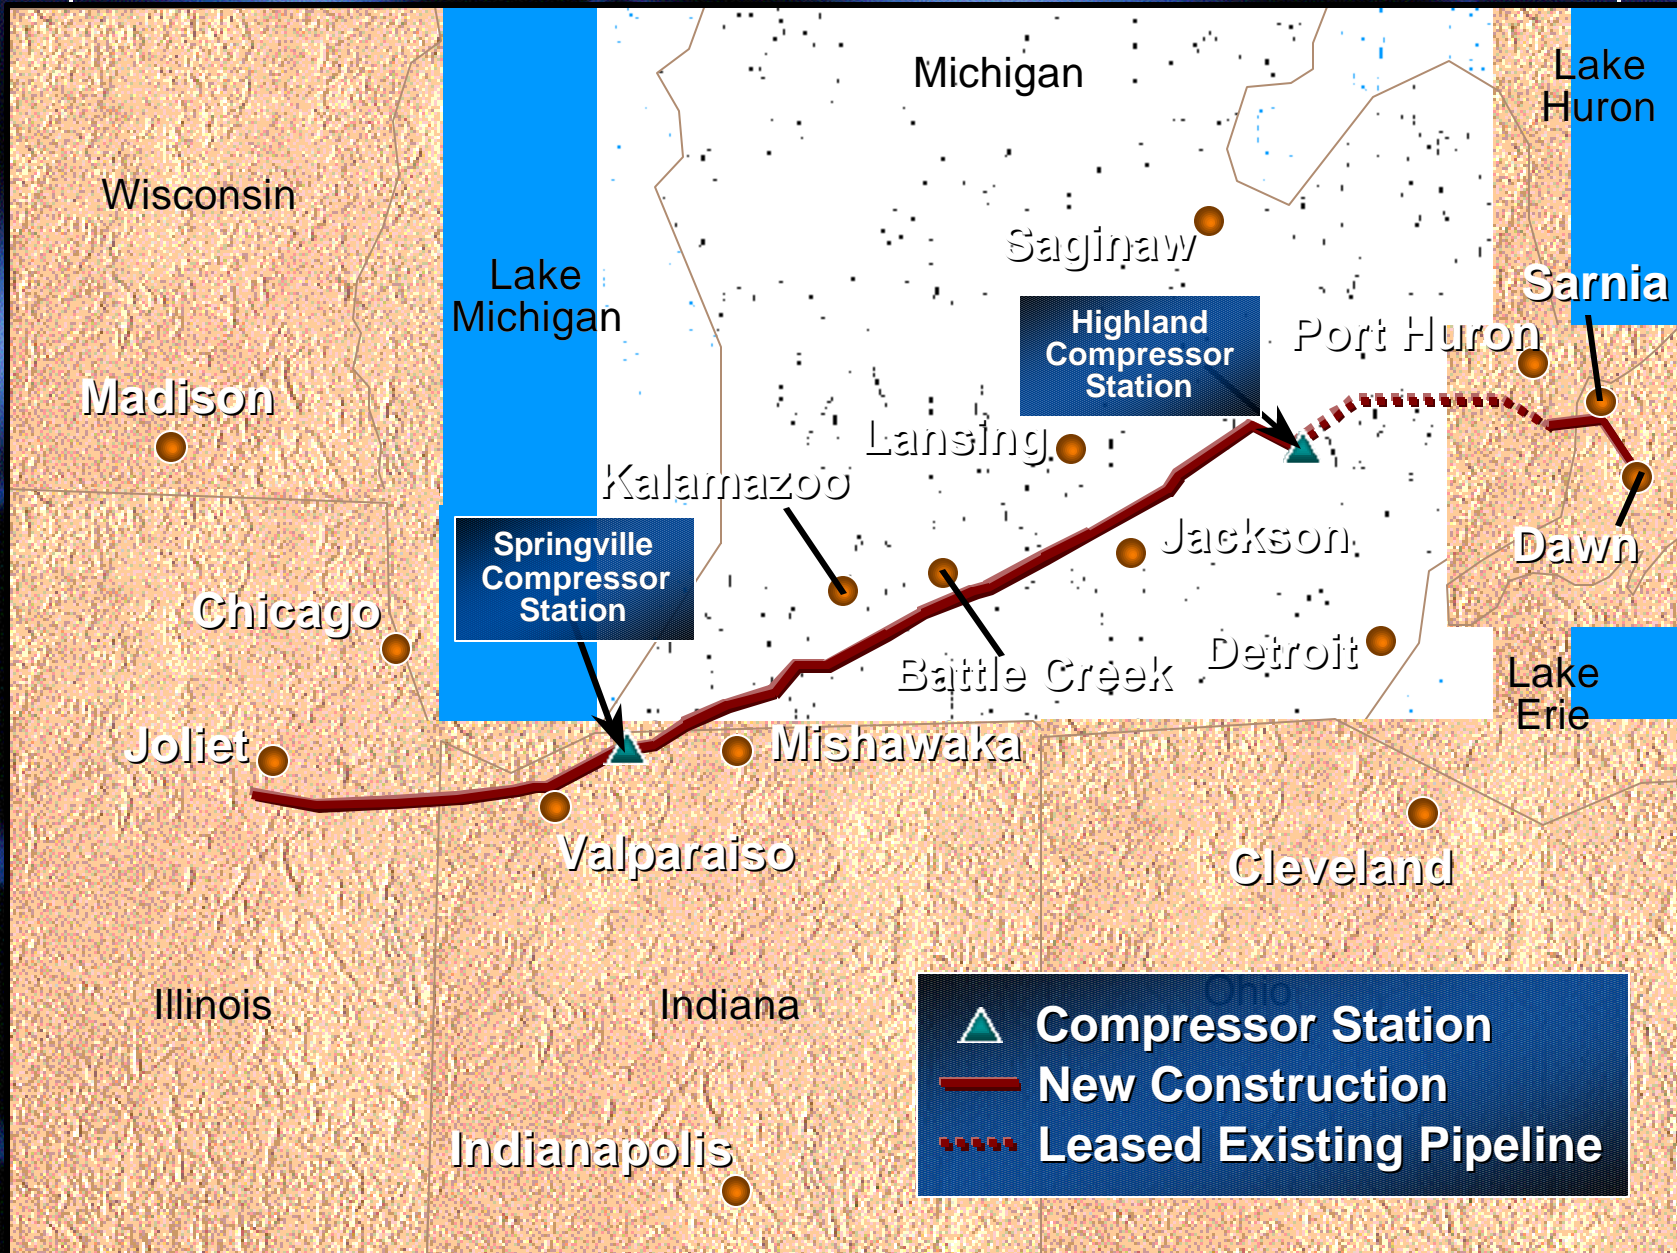 Michigan
Lake
Huron
Wisconsin
Saginaw
Lake
Michigan
Sarnia
Highland
Compressor
Station
Port Huron
Madison
Lansing
Kalamazoo
Springville
Compressor
Station
Jackson
Dawn
Chicago
Battle Creek
Detroit
Lake
Erie
Joliet
Mishawaka
Valparaiso
Cleveland
Illinois
Indiana
Ohio
Compressor Station
New Construction
Leased Existing Pipeline
Indianapolis